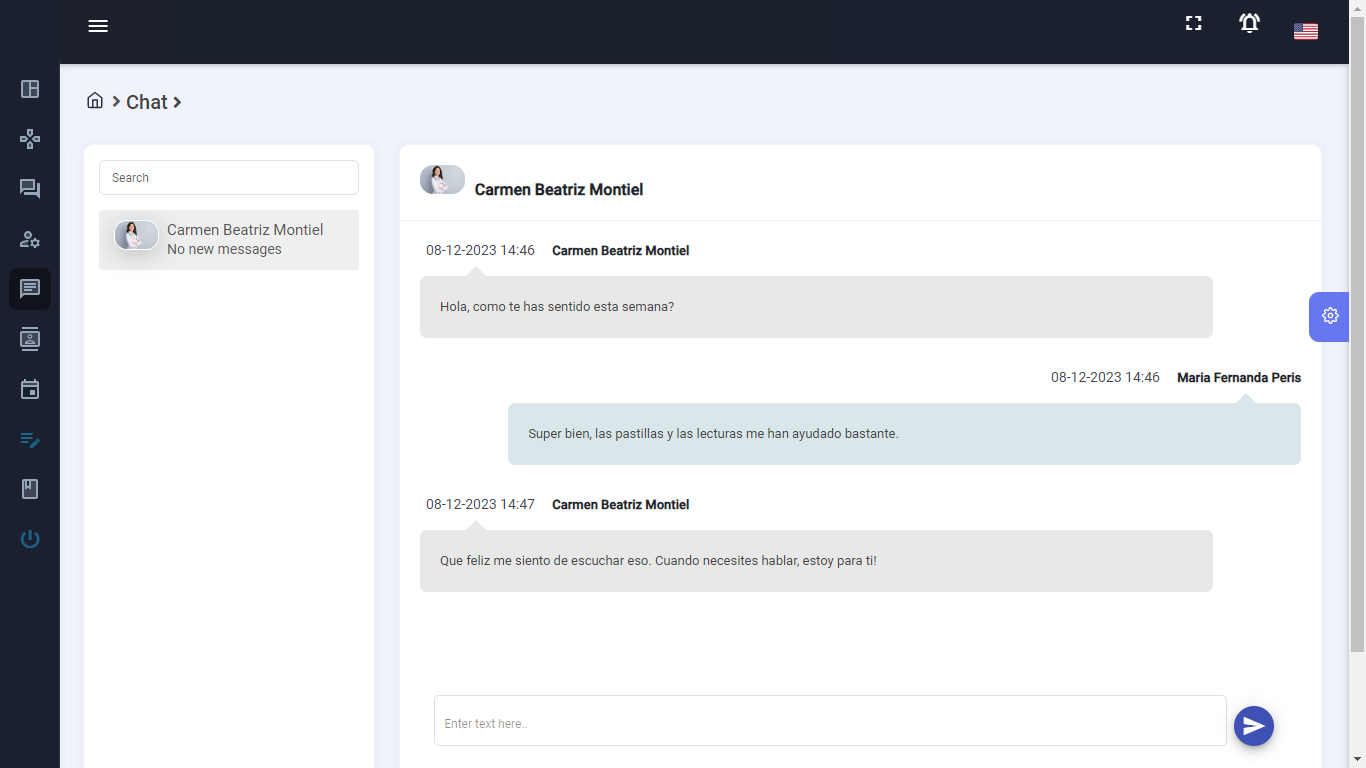 Chat
Search
Carmen Beatriz Montiel
No new messages
Carmen Beatriz Montiel
08-12-2023 14:46 Carmen Beatriz Montiel
Hola, como te has sentido esta semana?
08-12-2023 14:46 Maria Fernanda Peris
Super bien, las pastillas y las lecturas me han ayudado bastante.
08-12-2023 14:47 Carmen Beatriz Montiel
Que feliz me siento de escuchar eso. Cuando necesites hablar, estoy para ti!
Enter text here..